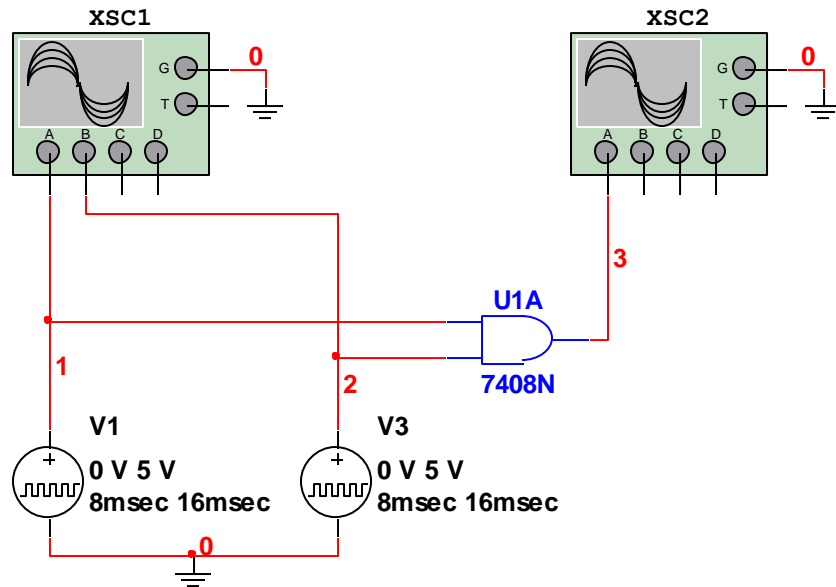 XSC1
XSC2
0
0
G
G
T
T
A B C D
A B C D
3
U1A
1
2
7408N
V1
V3
0 V 5 V
0 V 5 V
8msec 16msec
8msec 16msec
0